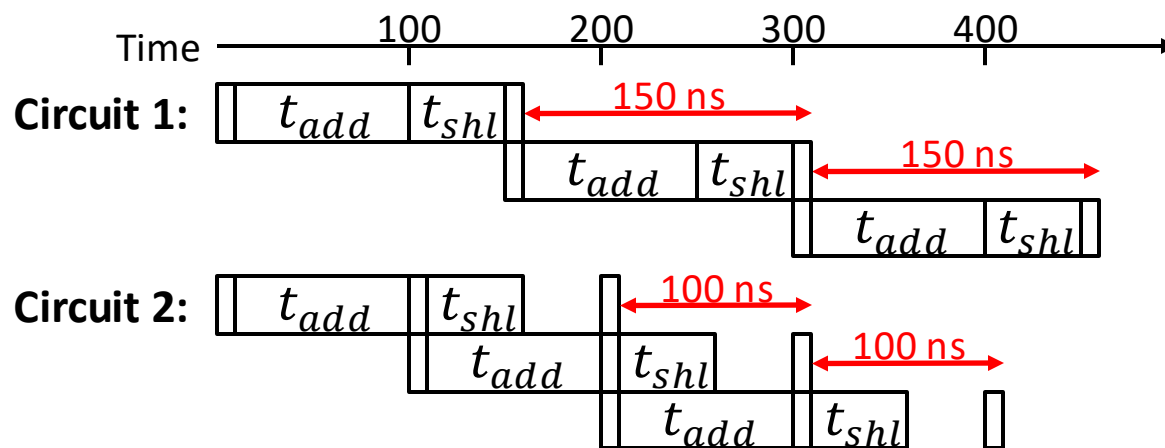 100 200 300 400
Time
Circuit 1: t_add t_shl 150 ns
t_add t_shl 150 ns
t_add t_shl
Circuit 2: t_add t_shl 100 ns
t_add t_shl 100 ns
t_add t_shl